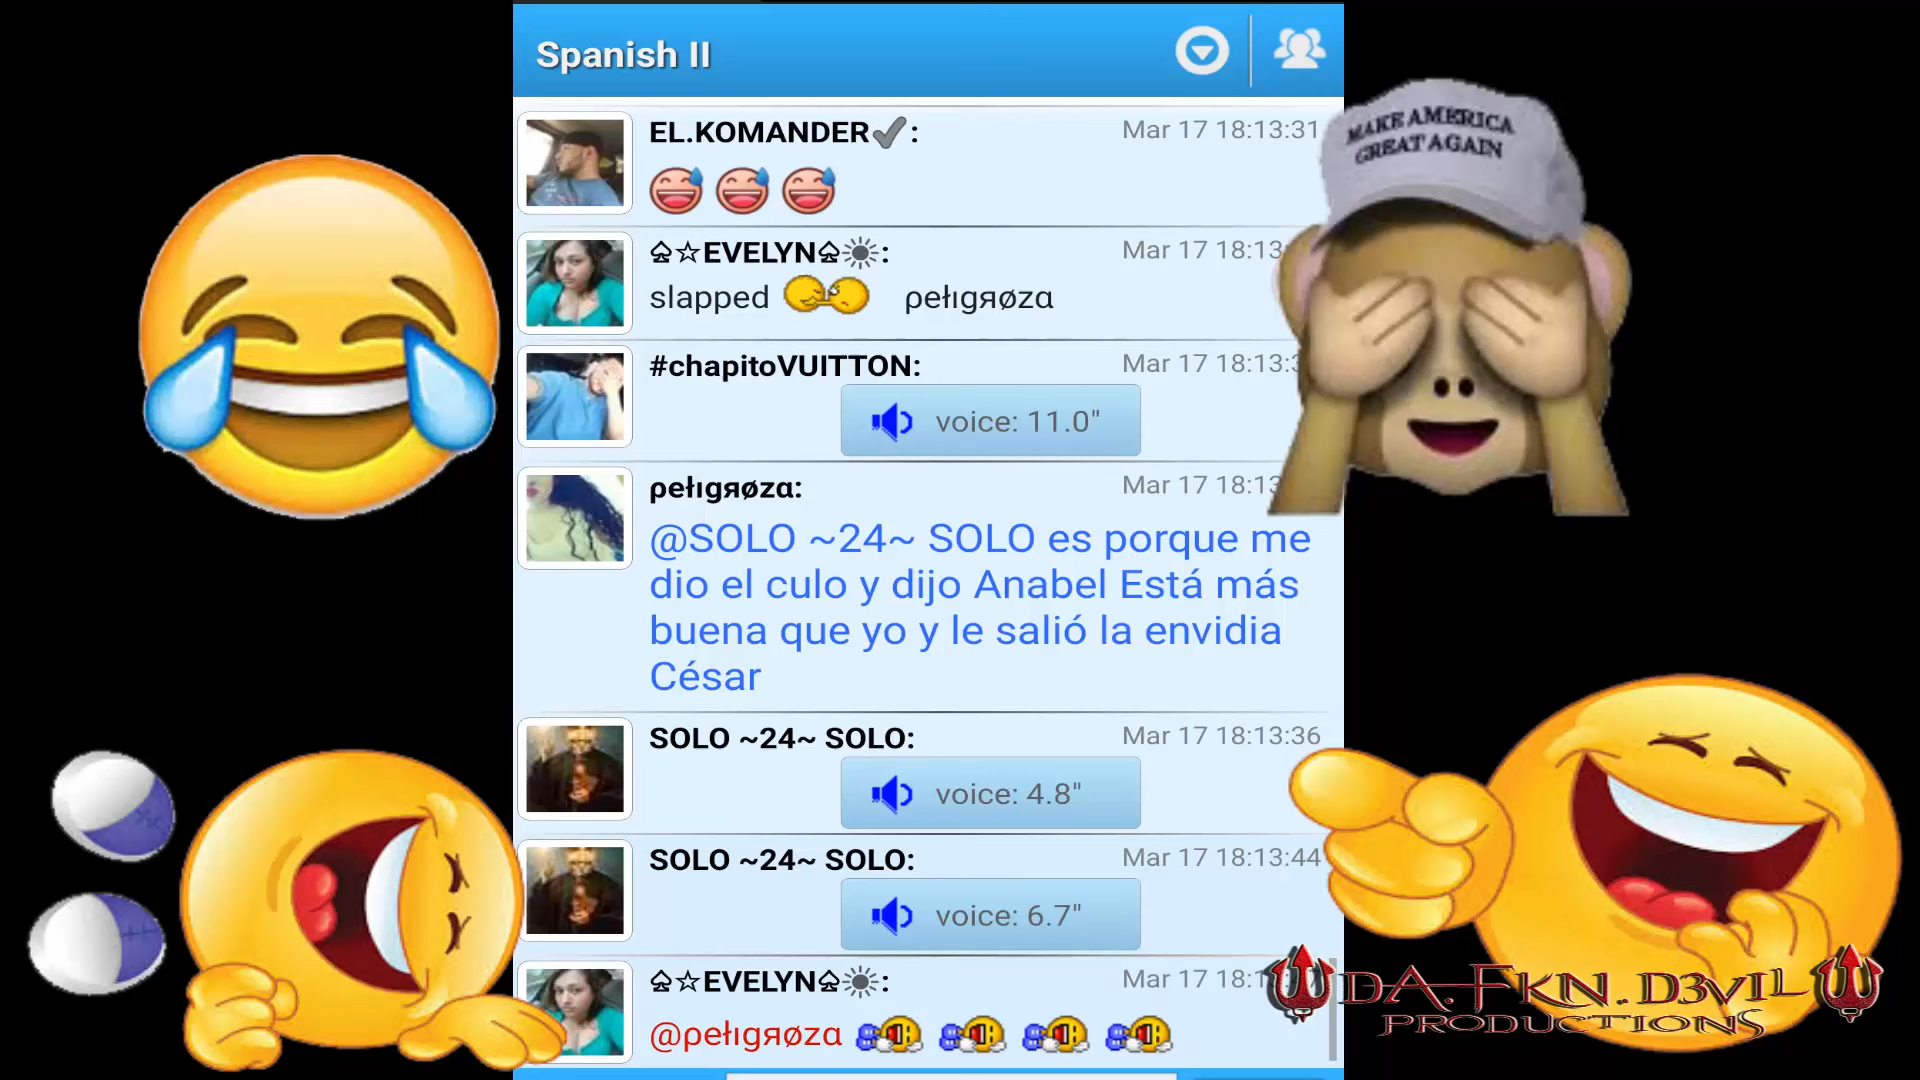 Spanish II
EL.KOMANDER✔:
Mar 17 18:13:31
♤☆EVELYN♤☀:
Mar 17 18:13:
slapped ρełıgяøzα
#chapitoVUITTON:
Mar 17 18:13:3
voice: 11.0"
ρełıgяøzα:
Mar 17 18:13
@SOLO ~24~ SOLO es porque me
dio el culo y dijo Anabel Está más
buena que yo y le salió la envidia
César
SOLO ~24~ SOLO:
Mar 17 18:13:36
voice: 4.8"
SOLO ~24~ SOLO:
Mar 17 18:13:44
voice: 6.7"
♤☆EVELYN♤☀:
Mar 17 18:1
@ρełıgяøzα
MAKE AMERICA
GREAT AGAIN
DA.FKN.D3VIL
PRODUCTIONS